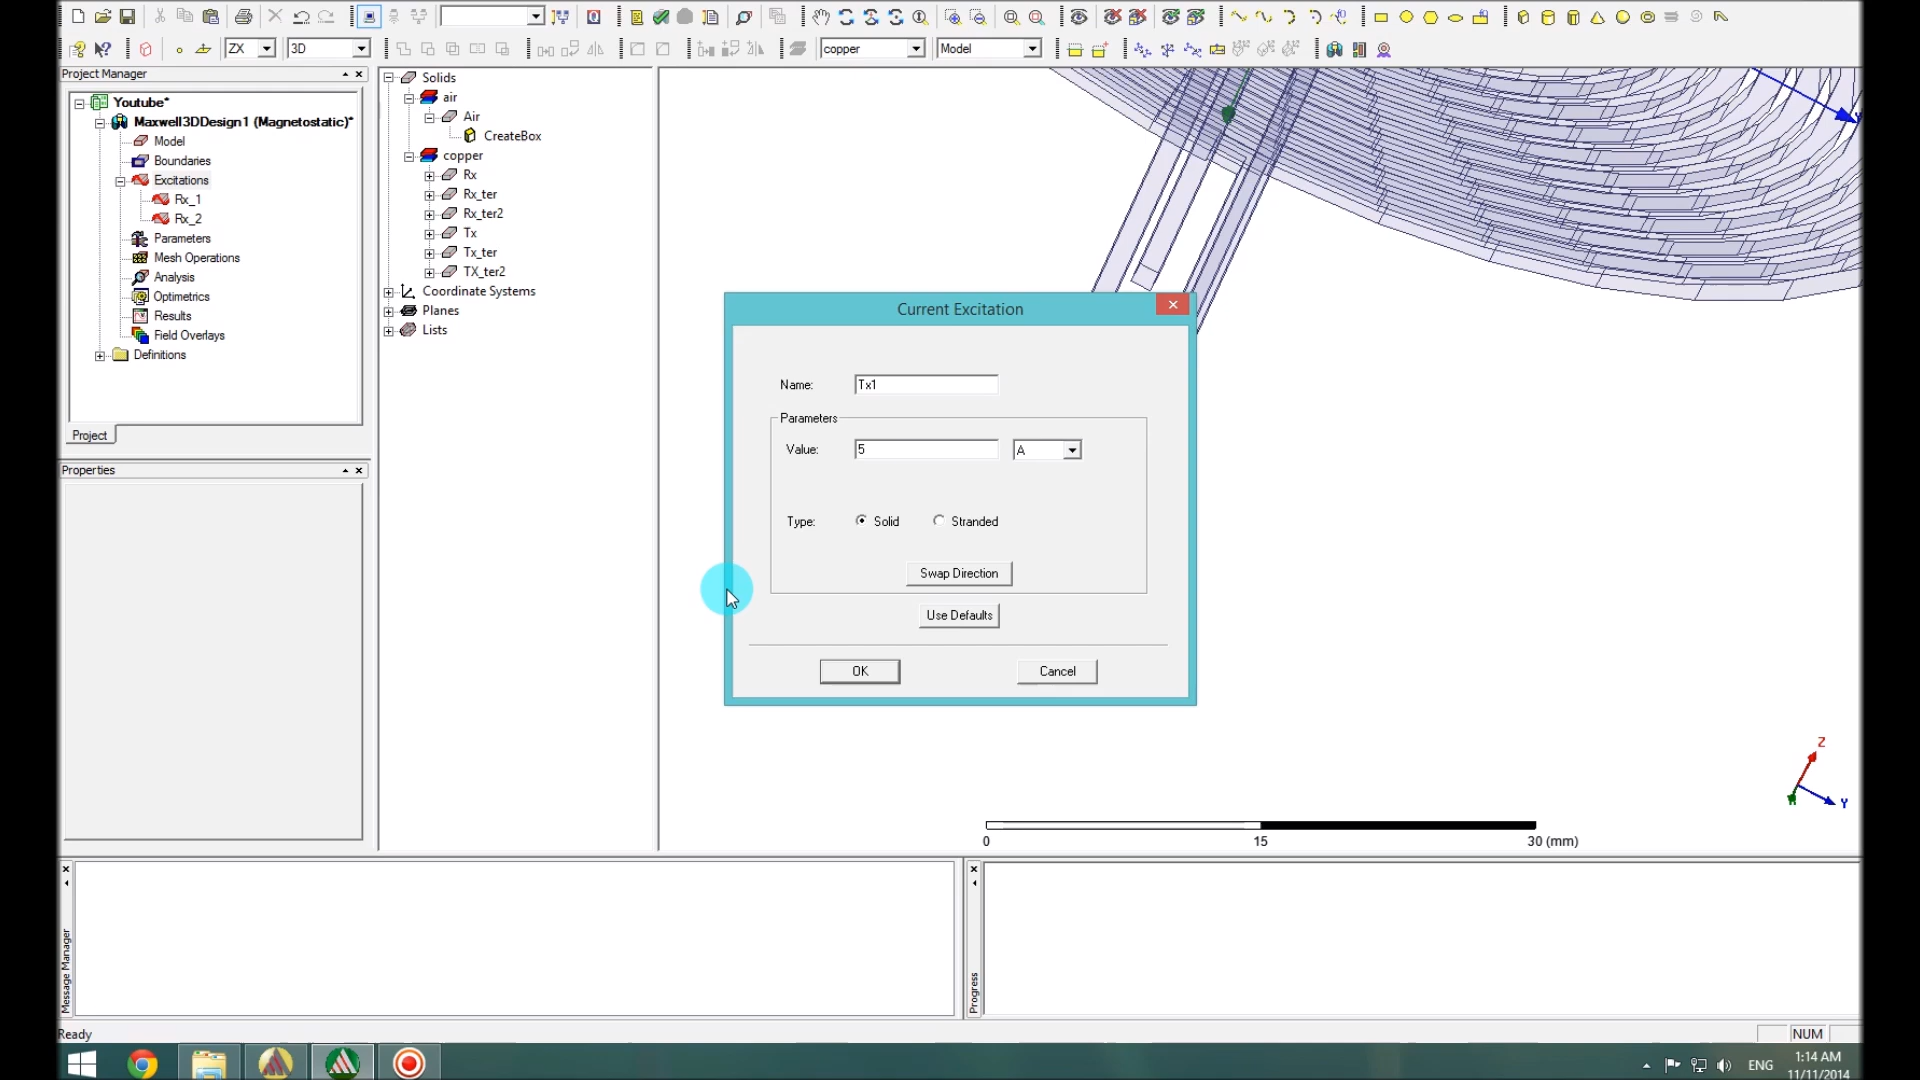 ZX
3D
copper
Model
Project Manager
Youtube*
Maxwell3DDesign1 (Magnetostatic)*
Model
Boundaries
Excitations
Rx_1
Rx_2
Parameters
Mesh Operations
Analysis
Optimetrics
Results
Field Overlays
Definitions
Project
Properties
Solids
air
Air
CreateBox
copper
Rx
Rx_ter
Rx_ter2
Tx
Tx_ter
TX_ter2
Coordinate Systems
Planes
Lists
Current Excitation
Name: Tx1
Parameters
Value: 5 A
Type: Solid Stranded
Swap Direction
Use Defaults
OK Cancel
Z
Y
0 15 30 (mm)
Message Manager
Progress
Ready
NUM
ENG
1:14 AM
11/11/2014